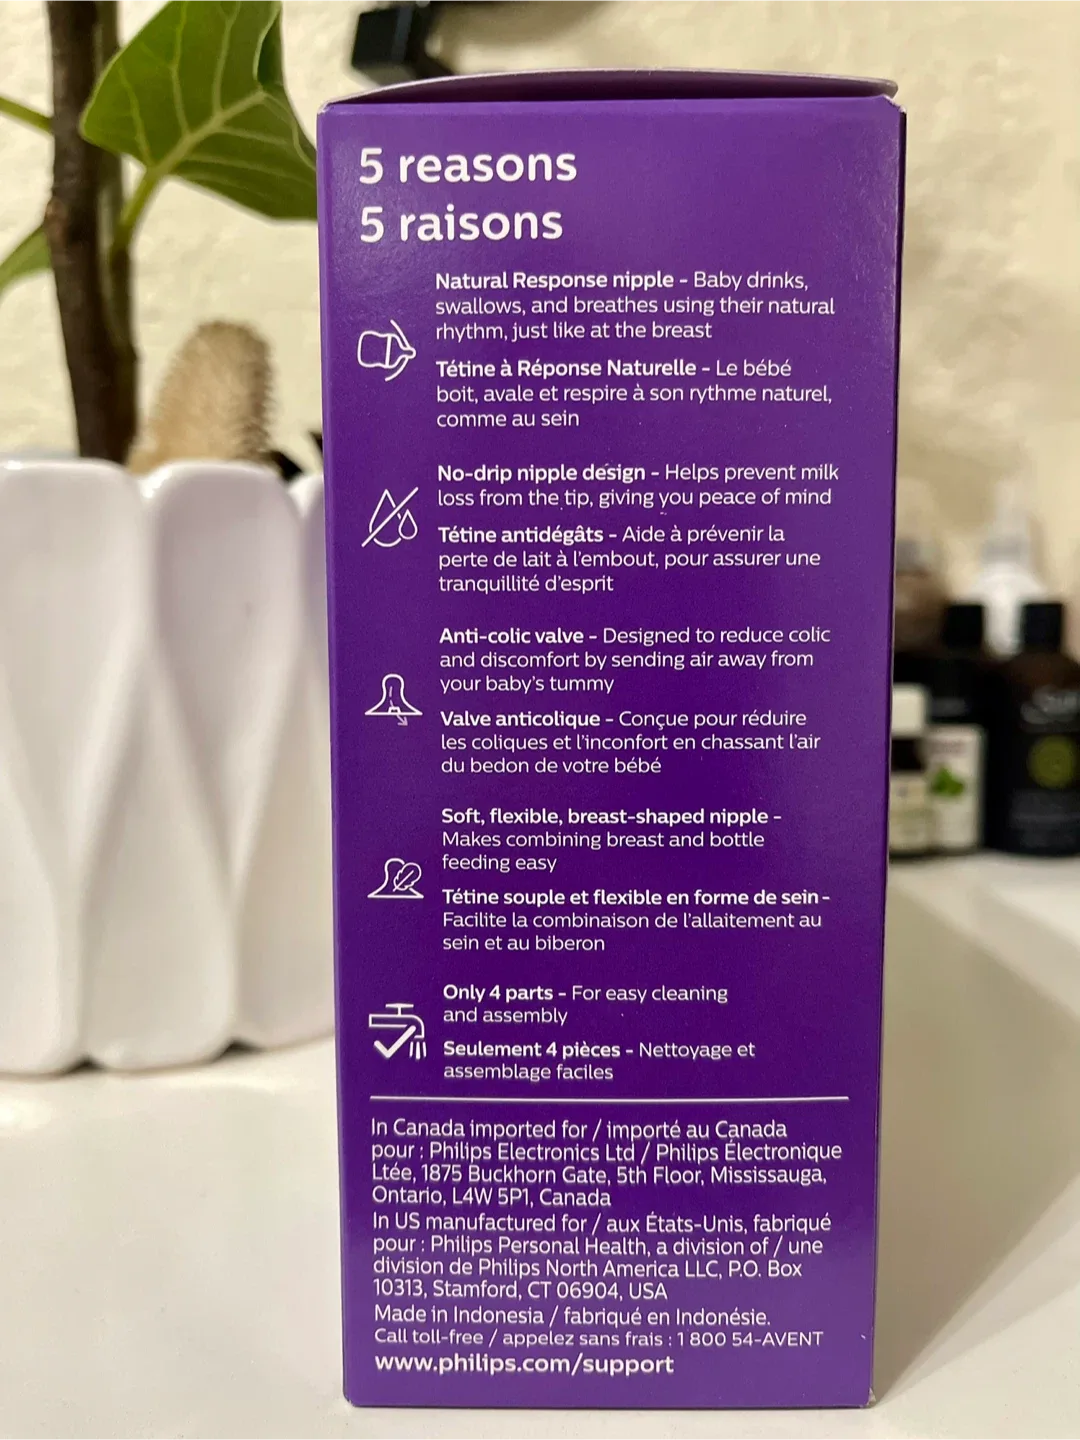 5 reasons
5 raisons
Natural Response nipple – Baby drinks,
swallows, and breathes using their natural
rhythm, just like at the breast
Tétine à Réponse Naturelle – Le bébé
boit, avale et respire à son rythme naturel,
comme au sein
No-drip nipple design – Helps prevent milk
loss from the tip, giving you peace of mind
Tétine antidégâts – Aide à prévenir la
perte de lait à l'embout, pour assurer une
tranquillité d'esprit
Anti-colic valve – Designed to reduce colic
and discomfort by sending air away from
your baby's tummy
Valve anticolique – Conçue pour réduire
les coliques et l'inconfort en chassant l'air
du bedon de votre bébé
Soft, flexible, breast-shaped nipple –
Makes combining breast and bottle
feeding easy
Tétine souple et flexible en forme de sein –
Facilite la combinaison de l'allaitement au
sein et au biberon
Only 4 parts – For easy cleaning
and assembly
Seulement 4 pièces – Nettoyage et
assemblage faciles
In Canada imported for / importé au Canada
pour : Philips Electronics Ltd / Philips Électronique
Ltée, 1875 Buckhorn Gate, 5th Floor, Mississauga,
Ontario, L4W 5P1, Canada
In US manufactured for / aux États-Unis, fabriqué
pour : Philips Personal Health, a division of / une
division de Philips North America LLC, P.O. Box
10313, Stamford, CT 06904, USA
Made in Indonesia / fabriqué en Indonésie.
Call toll-free / appelez sans frais : 1 800 54-AVENT
www.philips.com/support